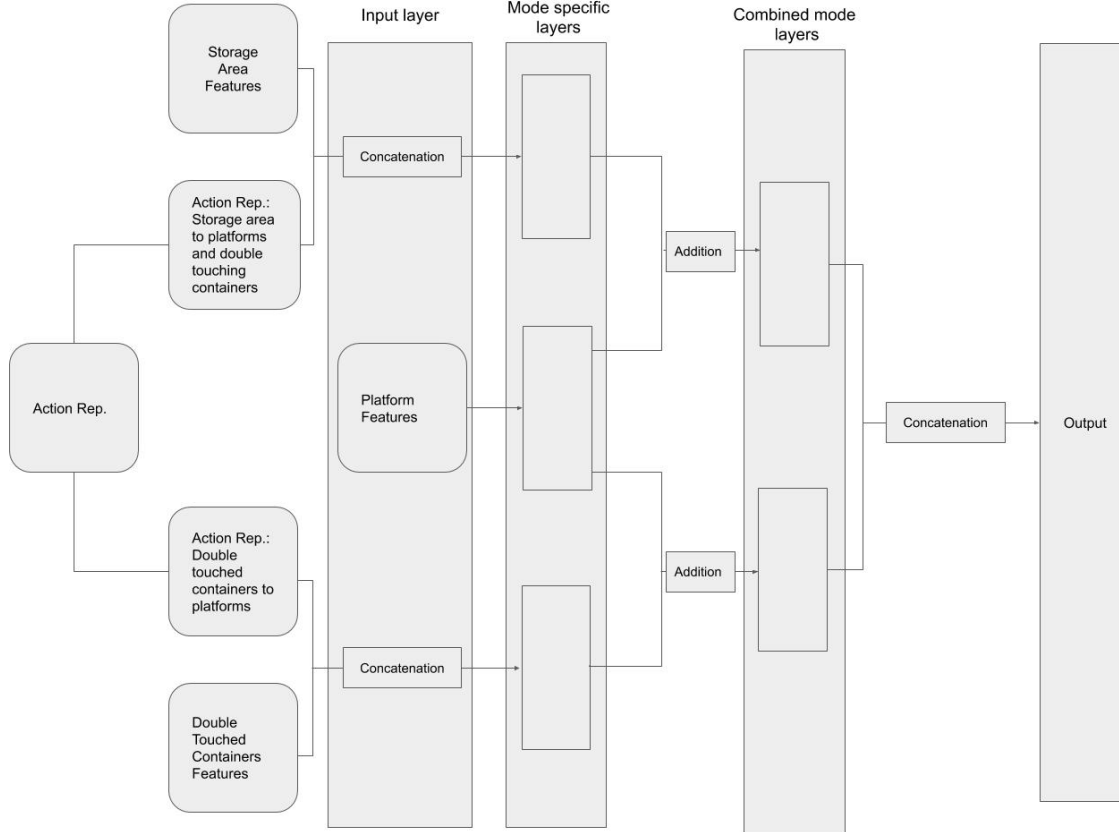 Input layer
Mode specific
layers
Combined mode
layers
Storage
Area
Features
Concatenation
Action Rep.:
Storage area
to platforms
and double
touching
containers
Addition
Action Rep.
Platform
Features
Concatenation
Output
Action Rep.:
Double
touched
containers to
platforms
Addition
Concatenation
Double
Touched
Containers
Features